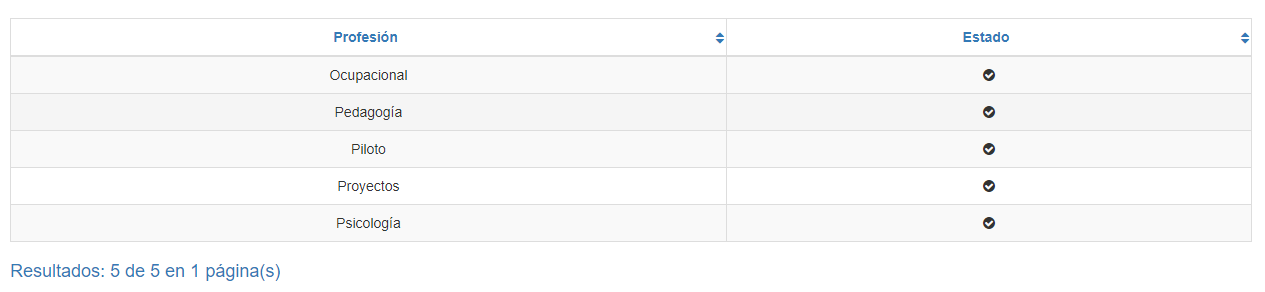 Profesión Estado
Ocupacional
Pedagogía
Piloto
Proyectos
Psicología
Resultados: 5 de 5 en 1 página(s)